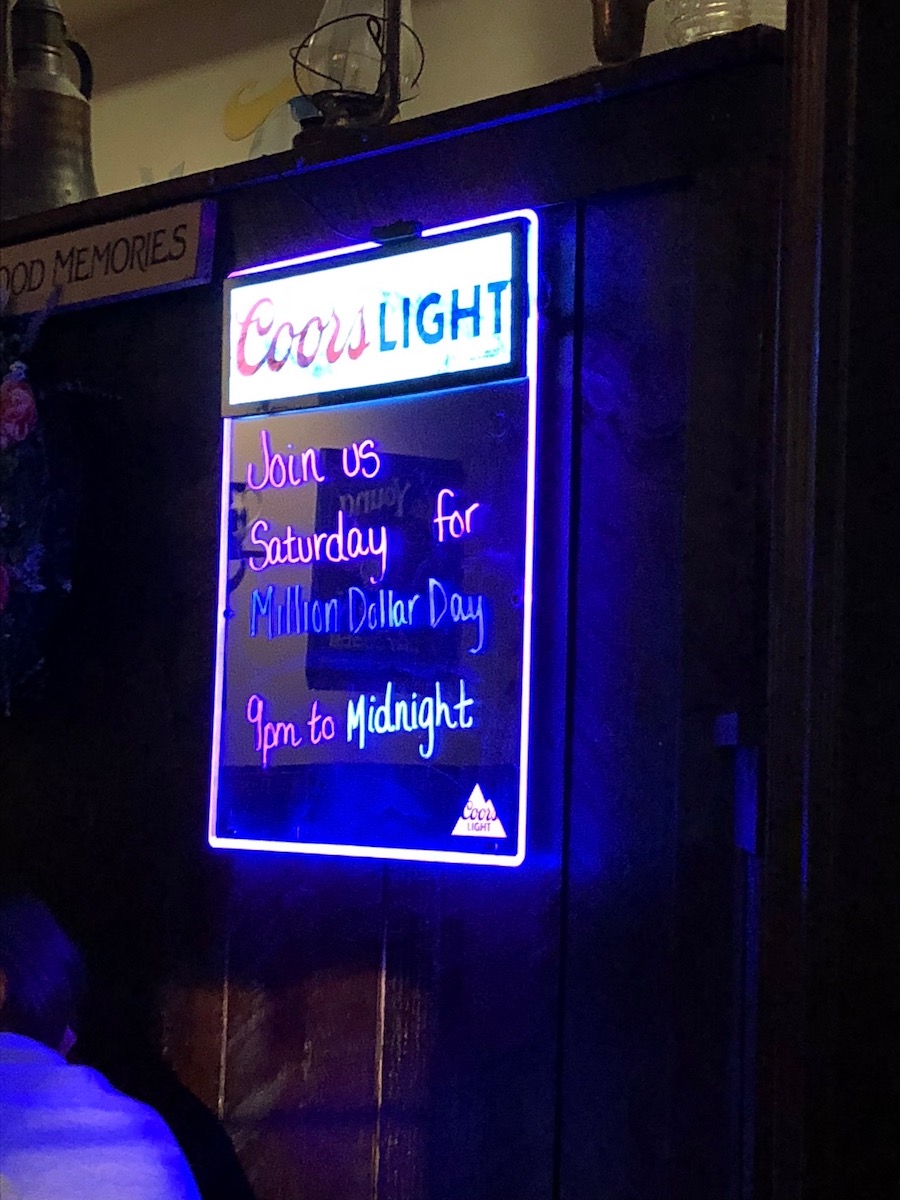 OOD MEMORIES
Coors LIGHT
Join us
Saturday for
Million Dollar Day
9pm to Midnight
Coors
LIGHT